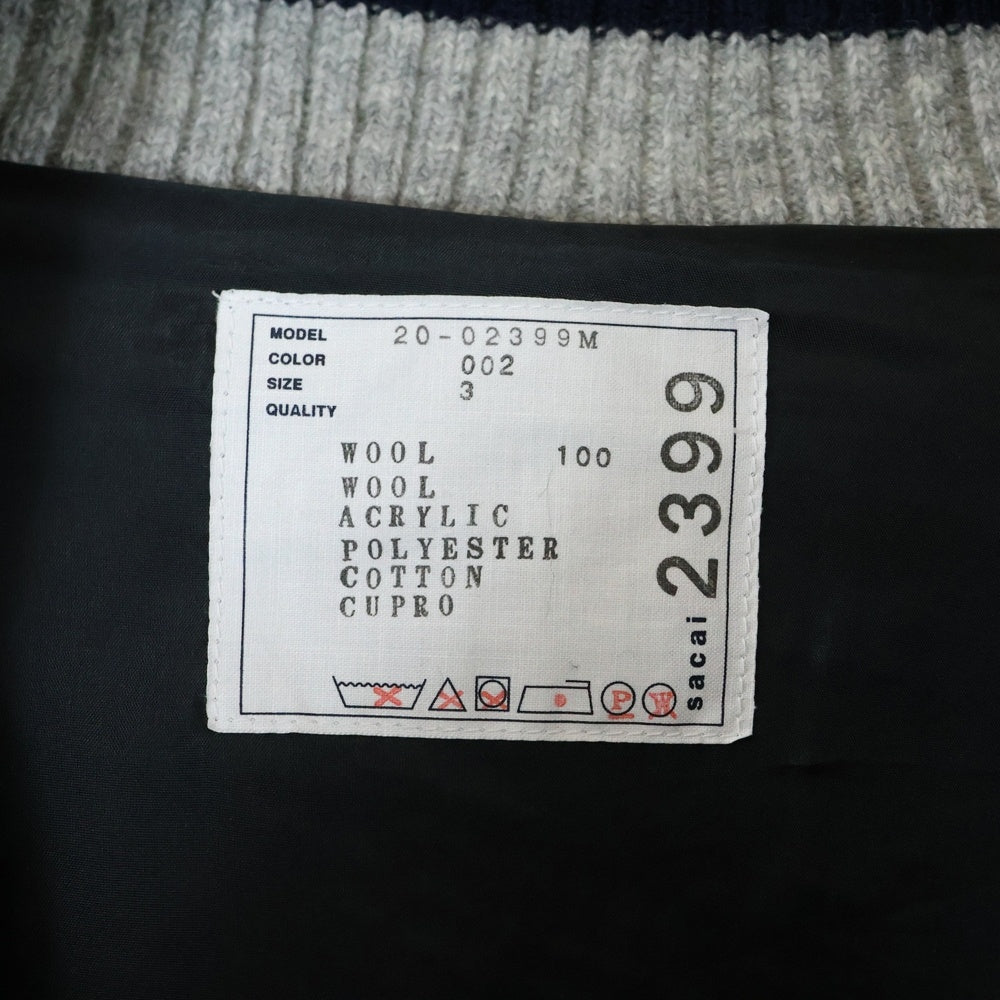 MODEL 20-02399M
COLOR 002
SIZE 3
QUALITY
WOOL 100
WOOL
ACRYLIC
POLYESTER
COTTON
CUPRO
P W
sacai 2399